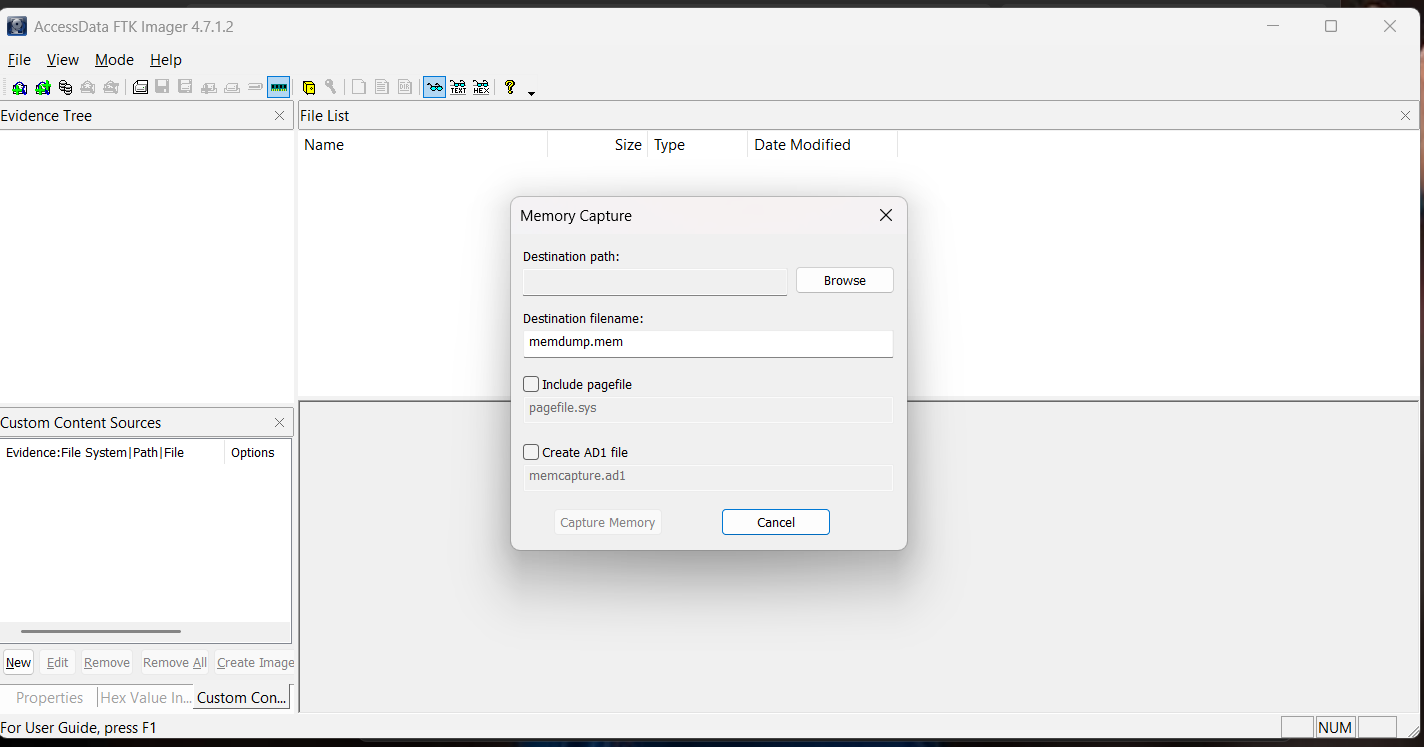 AccessData FTK Imager 4.7.1.2
File View Mode Help
TEXT HEX ?
Evidence Tree
File List
Name Size Type Date Modified
Memory Capture
Destination path:
Browse
Destination filename:
memdump.mem
Include pagefile
pagefile.sys
Create AD1 file
memcapture.ad1
Capture Memory Cancel
Custom Content Sources
Evidence:File System|Path|File Options
New Edit Remove Remove All Create Image
Properties Hex Value In... Custom Con...
For User Guide, press F1
NUM